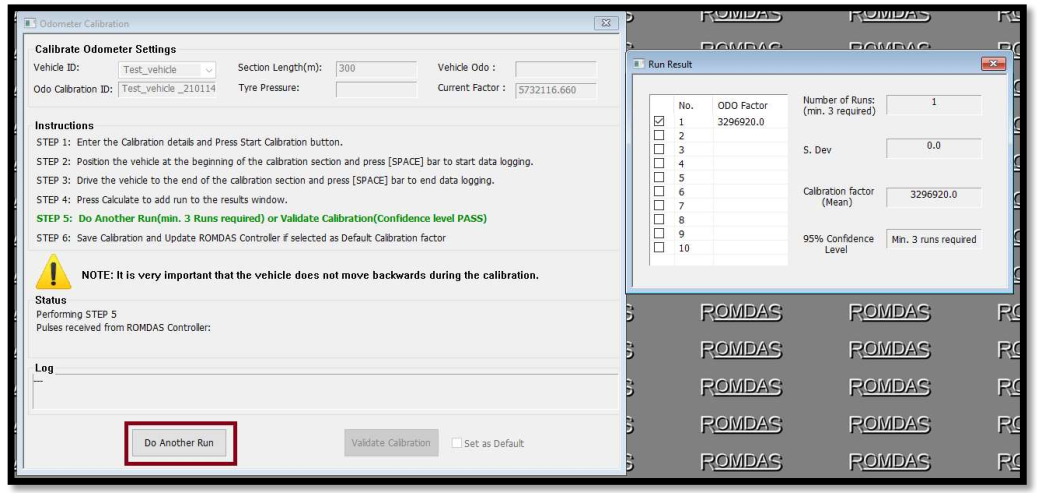 Odometer Calibration
Calibrate Odometer Settings
Vehicle ID: Test_vehicle Section Length(m): 300 Vehicle Odo :
Odo Calibration ID: Test_vehicle _210114 Tyre Pressure: Current Factor : 5732116.660
Instructions
STEP 1: Enter the Calibration details and Press Start Calibration button.
STEP 2: Position the vehicle at the beginning of the calibration section and press [SPACE] bar to start data logging.
STEP 3: Drive the vehicle to the end of the calibration section and press [SPACE] bar to end data logging.
STEP 4: Press Calculate to add run to the results window.
STEP 5: Do Another Run(min. 3 Runs required) or Validate Calibration(Confidence level PASS)
STEP 6: Save Calibration and Update ROMDAS Controller if selected as Default Calibration factor
NOTE: It is very important that the vehicle does not move backwards during the calibration.
Status
Performing STEP 5
Pulses received from ROMDAS Controller:
Log
---
Do Another Run Validate Calibration Set as Default
ROMDAS ROMDAS
ROMDAS ROMDAS
Run Result
No. ODO Factor
1 3296920.0
2
3
4
5
6
7
8
9
10
Number of Runs: 1
(min. 3 required)
S. Dev 0.0
Calibration factor 3296920.0
(Mean)
95% Confidence Min. 3 runs required
Level
ROMDAS ROMDAS
ROMDAS ROMDAS
ROMDAS ROMDAS
ROMDAS ROMDAS
ROMDAS ROMDAS